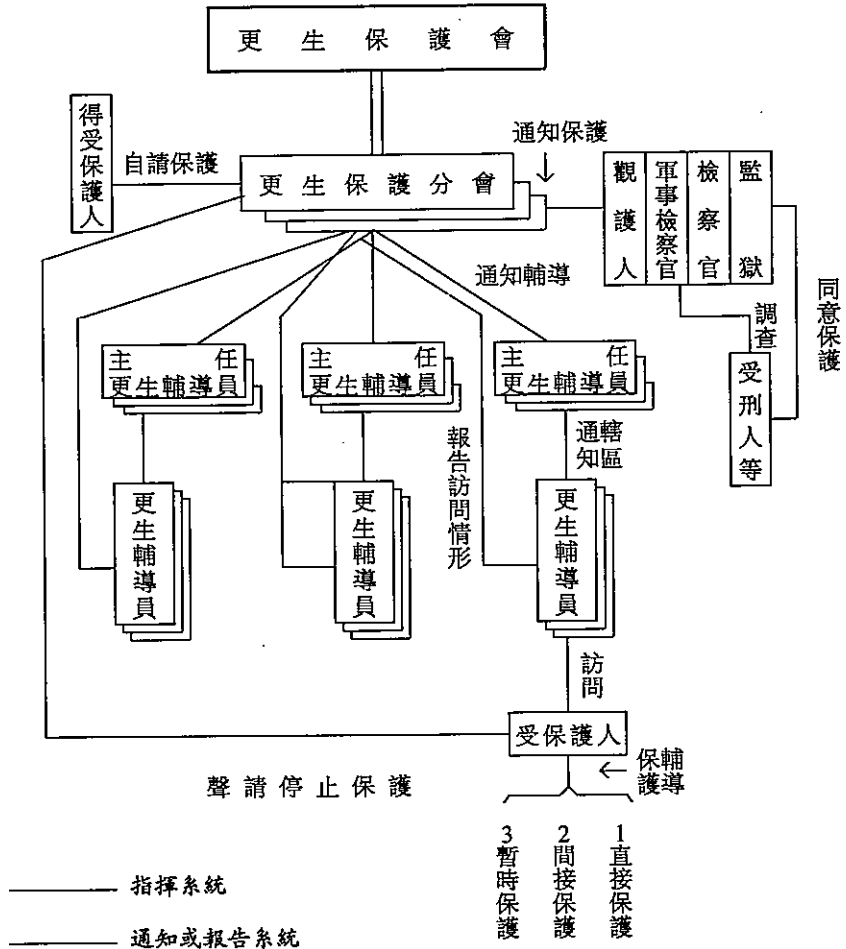 更生保護會
得受保護人
自請保護
更生保護分會
通知保護
觀護人
軍事檢察官
檢察官
監獄
同意保護
調查
受刑人等
通知輔導
主任
更生輔導員
主任
更生輔導員
主任
更生輔導員
報告訪問情形
轄區
通知
更生輔導員
更生輔導員
更生輔導員
訪問
受保護人
輔導
保護
←
聲請停止保護
1直接保護
2間接保護
3暫時保護
指揮系統
通知或報告系統